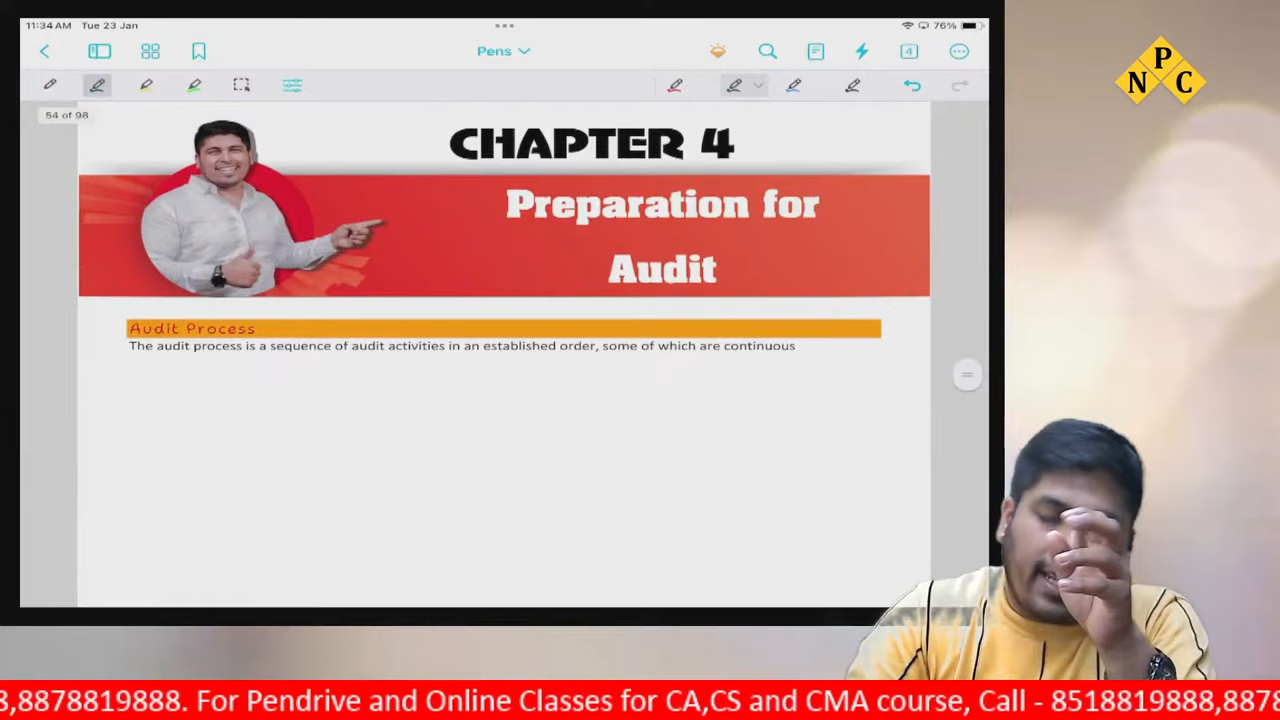 11:34 AM Tue 23 Jan
76%
Pens
4
54 of 98
CHAPTER 4
Preparation for
Audit
Audit Process
The audit process is a sequence of audit activities in an established order, some of which are continuous
N P C
8,8878819888. For Pendrive and Online Classes for CA,CS and CMA course, Call - 8518819888,8878